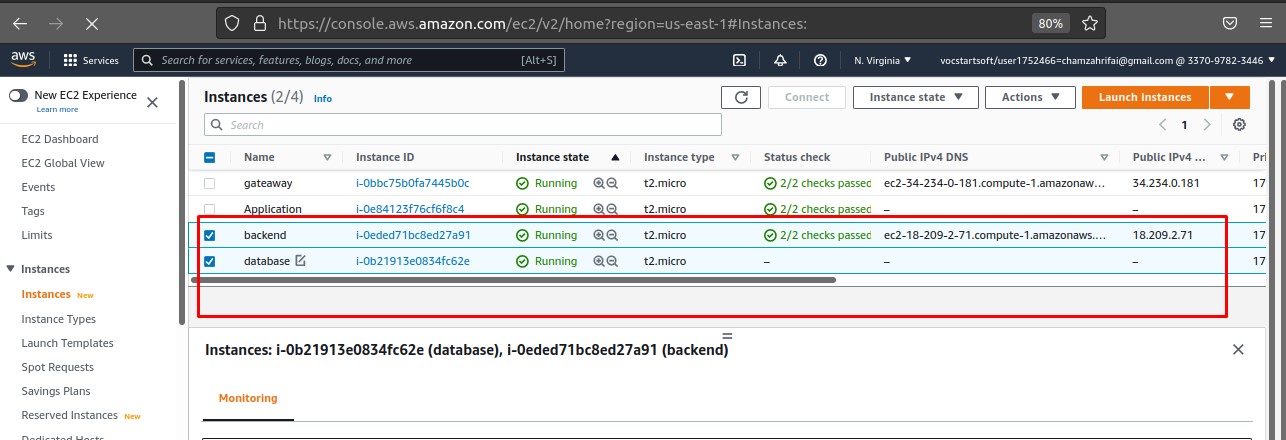 https://console.aws.amazon.com/ec2/v2/home?region=us-east-1#Instances: 80%
aws Services Search for services, features, blogs, docs, and more [Alt+S] N. Virginia vocstartsoft/user1752466=chamzahrifai@gmail.com @ 3370-9782-3446
New EC2 Experience
Learn more
EC2 Dashboard
EC2 Global View
Events
Tags
Limits
Instances
Instances New
Instance Types
Launch Templates
Spot Requests
Savings Plans
Reserved Instances New
Dedicated Hosts
Instances (2/4) Info Connect Instance state Actions Launch instances
Search 1
Name Instance ID Instance state Instance type Status check Public IPv4 DNS Public IPv4 ... Pri
gateaway i-0bbc75b0fa7445b0c Running t2.micro 2/2 checks passed ec2-34-234-0-181.compute-1.amazonaw... 34.234.0.181 17
Application i-0e84123f76cf6f8c4 Running t2.micro 2/2 checks passed – – 17
backend i-0eded71bc8ed27a91 Running t2.micro 2/2 checks passed ec2-18-209-2-71.compute-1.amazonaws.... 18.209.2.71 17
database i-0b21913e0834fc62e Running t2.micro – – – 17
Instances: i-0b21913e0834fc62e (database), i-0eded71bc8ed27a91 (backend)
Monitoring